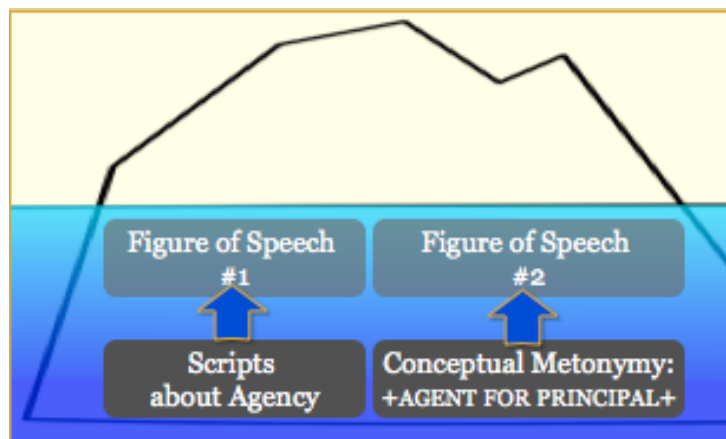 Figure of Speech
#1
Figure of Speech
#2
Scripts
about Agency
Conceptual Metonymy:
+AGENT FOR PRINCIPAL+